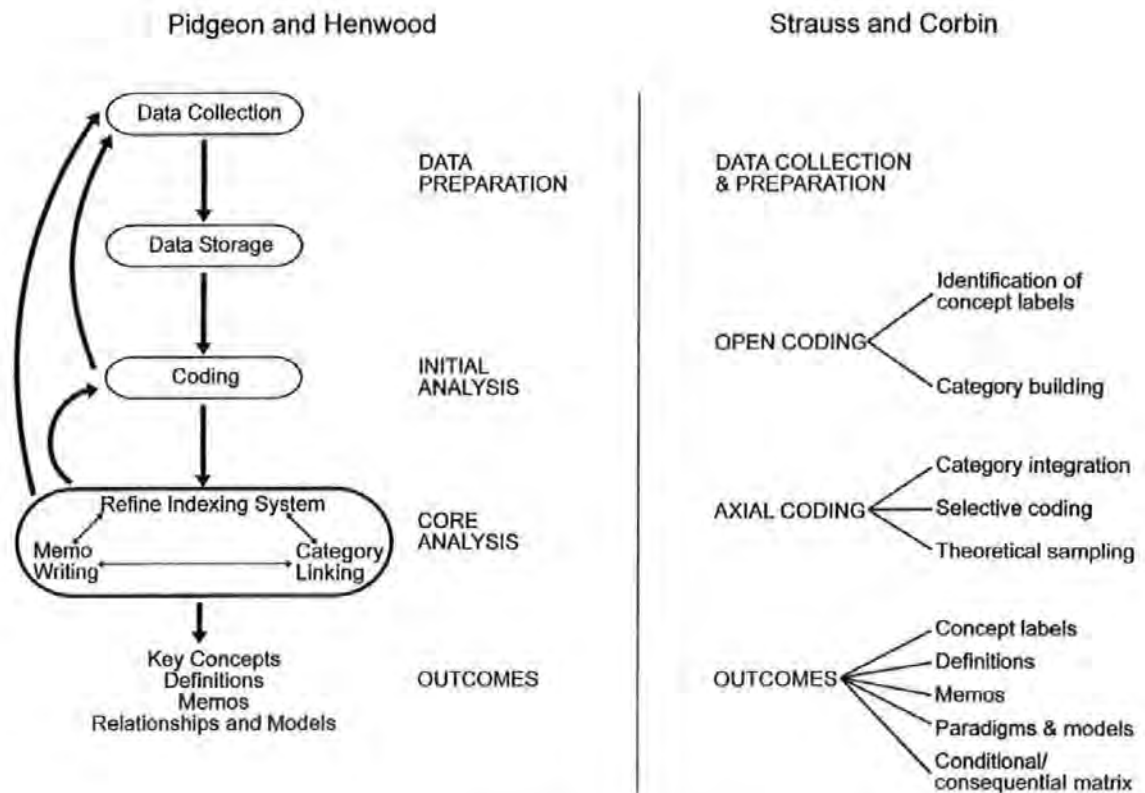 Pidgeon and Henwood
Strauss and Corbin
Data Collection
DATA
PREPARATION
Data Storage
Coding
INITIAL
ANALYSIS
Refine Indexing System
Memo
Writing
Category
Linking
CORE
ANALYSIS
Key Concepts
Definitions
Memos
Relationships and Models
OUTCOMES
DATA COLLECTION
& PREPARATION
OPEN CODING
Identification of
concept labels
Category building
AXIAL CODING
Category integration
Selective coding
Theoretical sampling
OUTCOMES
Concept labels
Definitions
Memos
Paradigms & models
Conditional/
consequential matrix